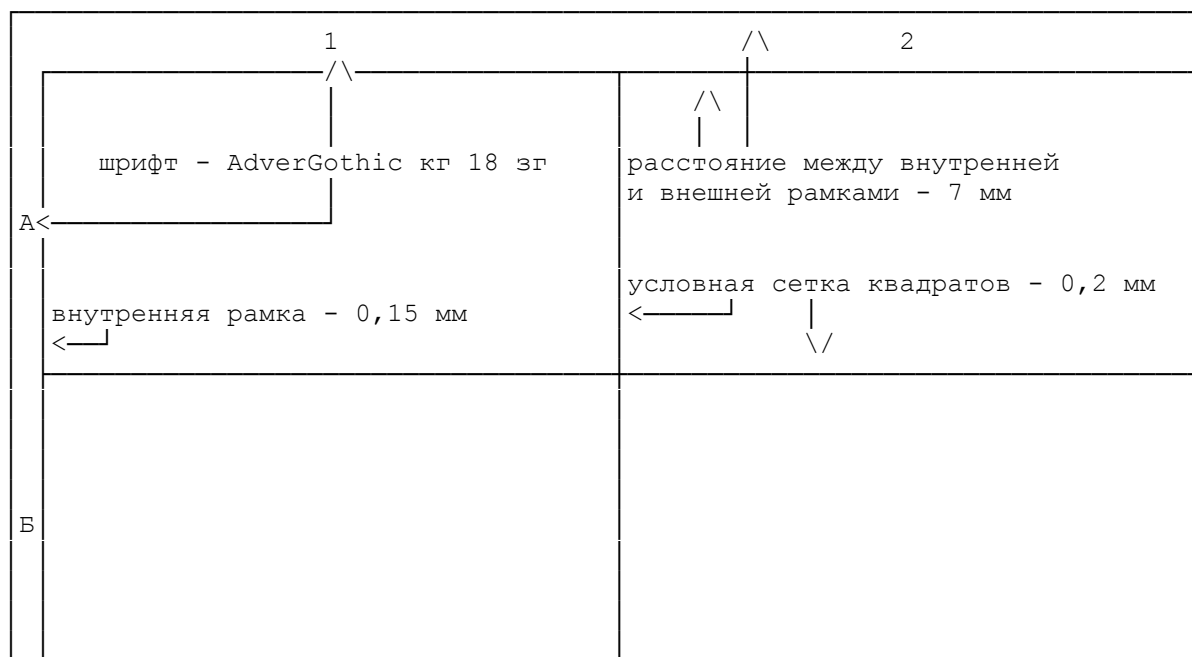 1 2
шрифт - AdverGothic кг 18 зг
расстояние между внутренней
и внешней рамками - 7 мм
А
условная сетка квадратов - 0,2 мм
внутренняя рамка - 0,15 мм
Б